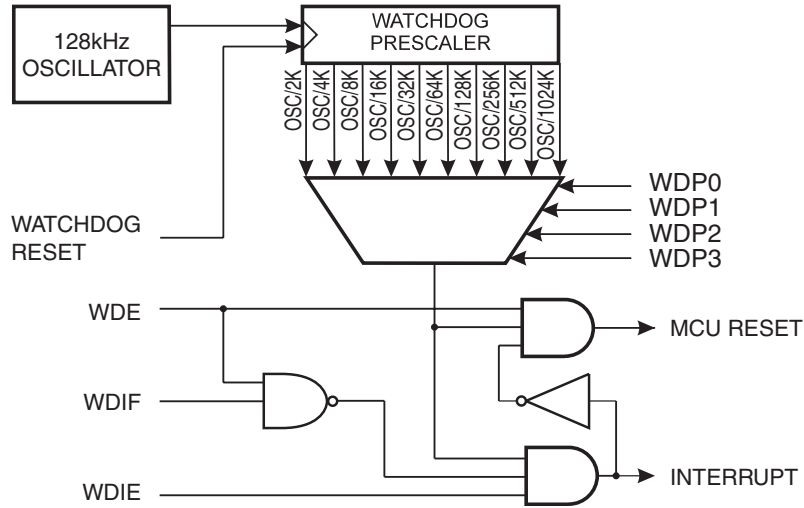 128kHz
OSCILLATOR
WATCHDOG
PRESCALER
OSC/2K
OSC/4K
OSC/8K
OSC/16K
OSC/32K
OSC/64K
OSC/128K
OSC/256K
OSC/512K
OSC/1024K
WDP0
WDP1
WDP2
WDP3
WATCHDOG
RESET
WDE
MCU RESET
WDIF
WDIE
INTERRUPT